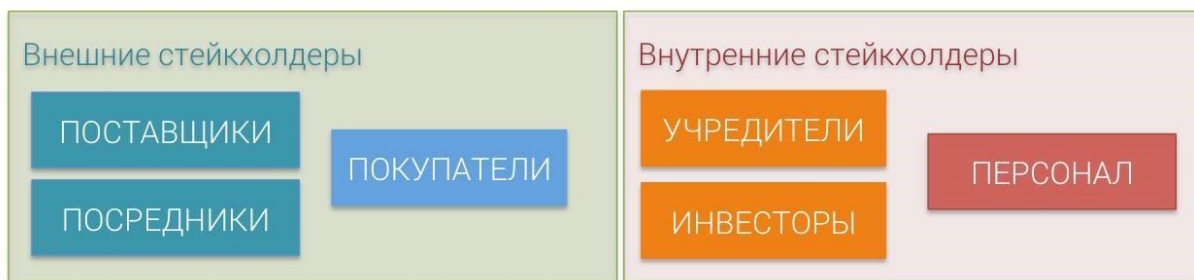 Внешние стейкхолдеры
ПОСТАВЩИКИ
ПОСРЕДНИКИ
ПОКУПАТЕЛИ
Внутренние стейкхолдеры
УЧРЕДИТЕЛИ
ИНВЕСТОРЫ
ПЕРСОНАЛ